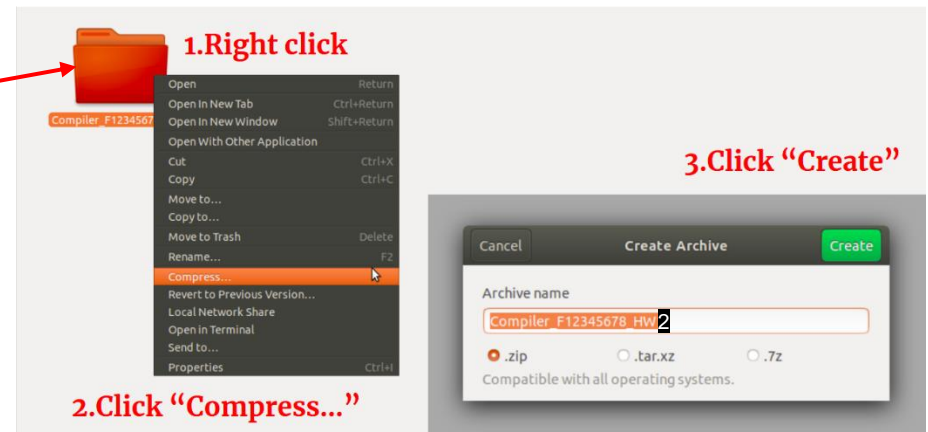 1.Right click
Compiler_F1234567
Open Return
Open In New Tab Ctrl+Return
Open In New Window Shift+Return
Open With Other Application
Cut Ctrl+X
Copy Ctrl+C
Move to...
Copy to...
Move to Trash Delete
Rename... F2
Compress...
Revert to Previous Version...
Local Network Share
Open in Terminal
Send to...
Properties Ctrl+I
2.Click “Compress...”
3.Click “Create”
Cancel Create Archive Create
Archive name
Compiler_F12345678_HW2
.zip .tar.xz .7z
Compatible with all operating systems.